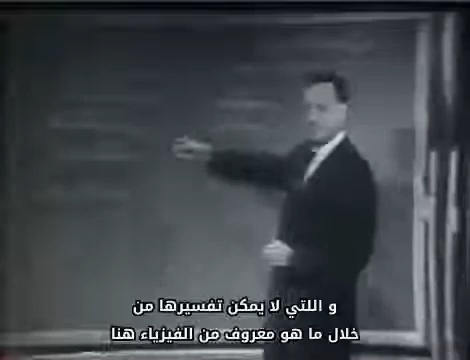 و اللتي لا يمكن تفسيرها من
خلال ما هو معروف من الفيزياء هنا